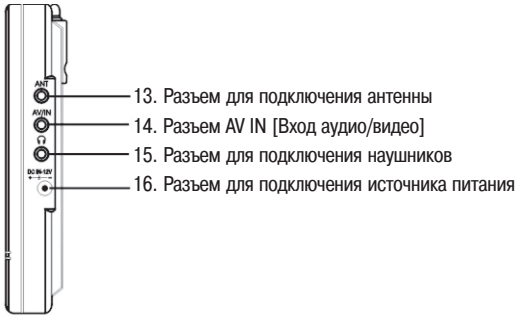 ANT
13. Разъем для подключения антенны
AV/IN
14. Разъем AV IN [Вход аудио/видео]
15. Разъем для подключения наушников
DC IN-12V
16. Разъем для подключения источника питания